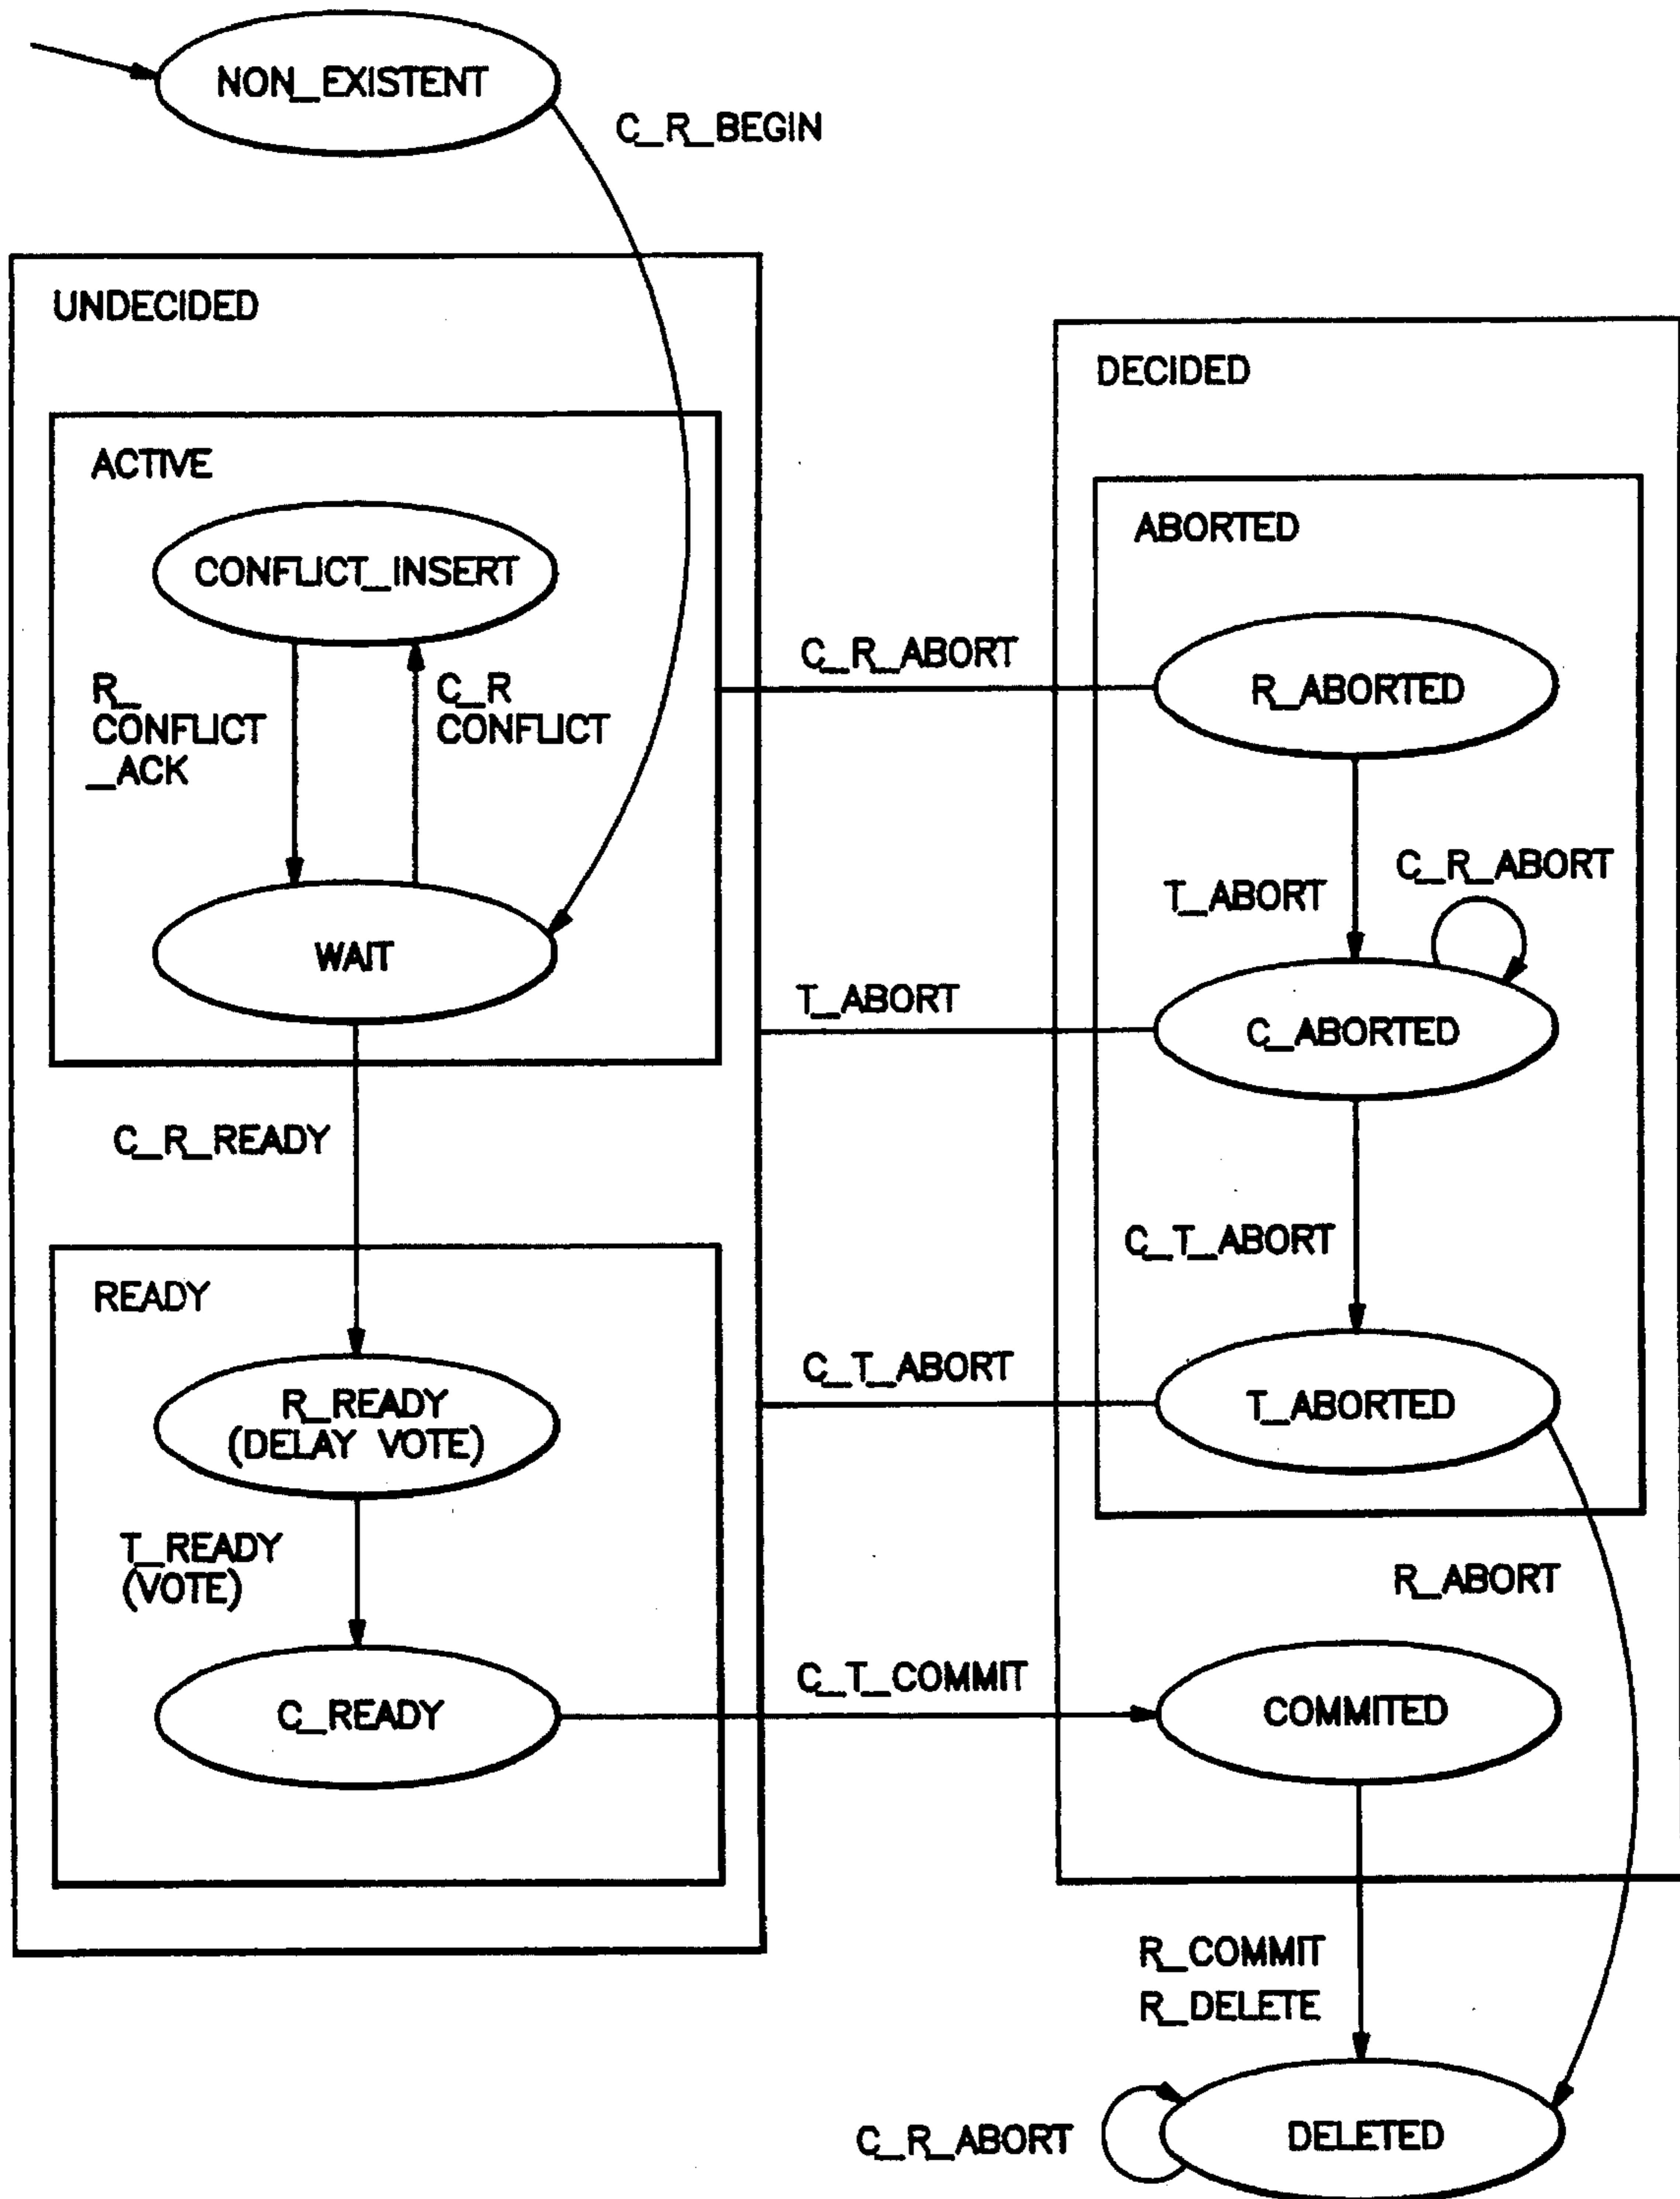 NON_EXISTENT
C_R_BEGIN
UNDECIDED
DECIDED
ACTIVE
ABORTED
CONFLICT_INSERT
R_
CONFLICT
_ACK
C_R
CONFLICT
C_R_ABORT
R_ABORTED
T_ABORT
C_R_ABORT
WAIT
T_ABORT
C_ABORTED
C_R_READY
C_T_ABORT
READY
R_READY
(DELAY VOTE)
C_T_ABORT
T_ABORTED
T_READY
(VOTE)
R_ABORT
C_READY
C_T_COMMIT
COMMITED
R_COMMIT
R_DELETE
C_R_ABORT
DELETED